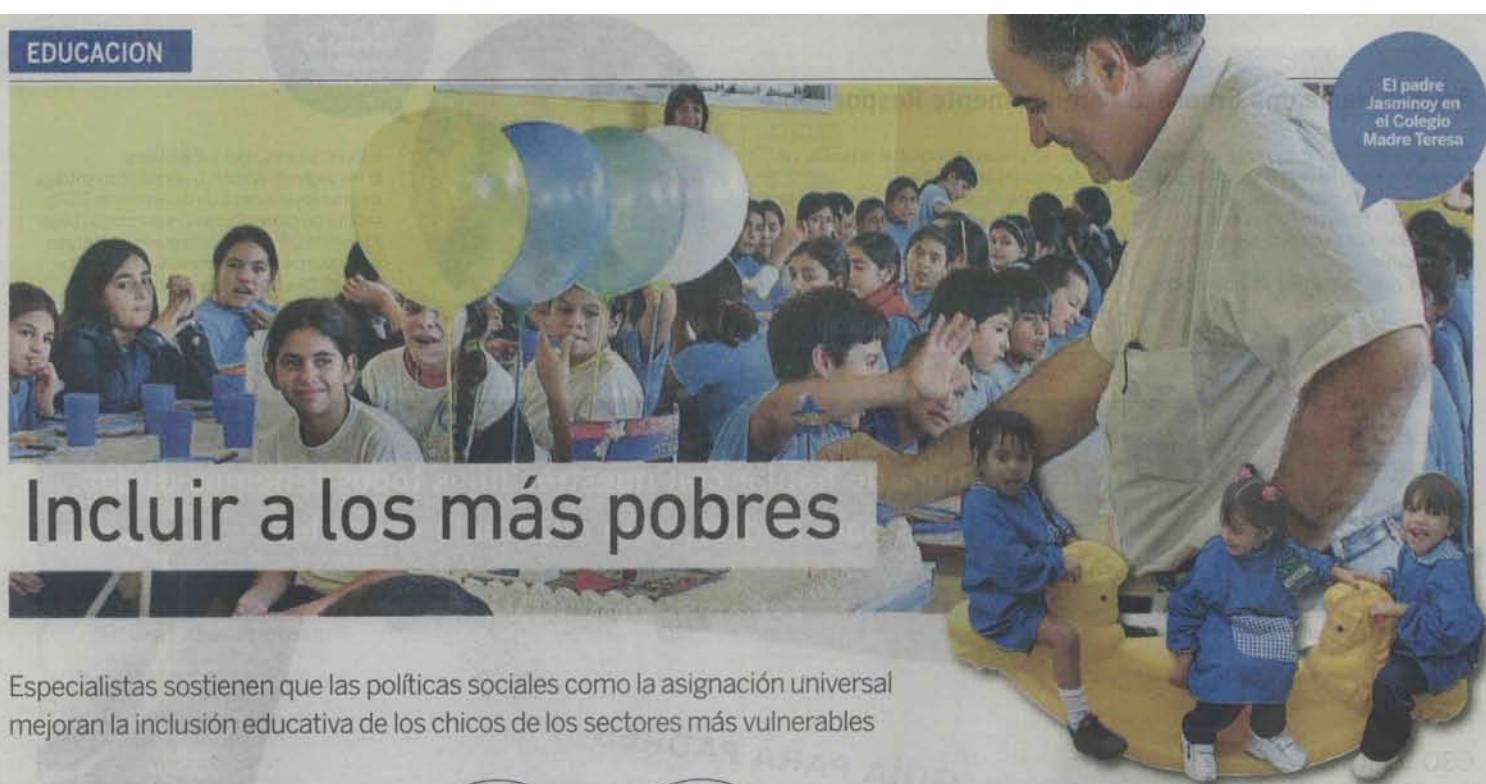 EDUCACION
El padre
Jasminoy en
el Colegio
Madre Teresa
Incluir a los más pobres
Especialistas sostienen que las políticas sociales como la asignación universal
mejoran la inclusión educativa de los chicos de los sectores más vulnerables